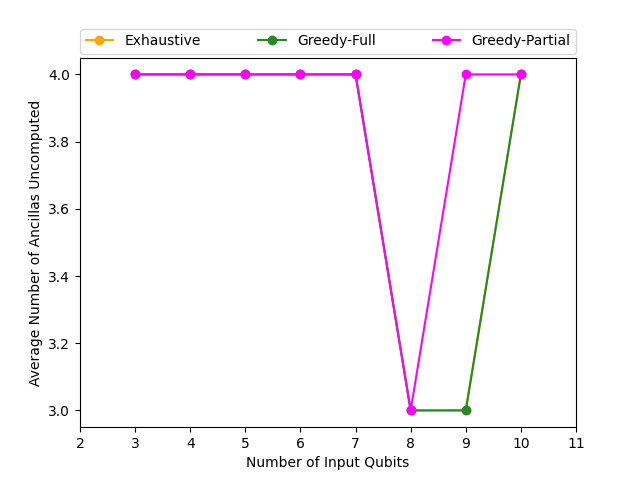 Exhaustive Greedy-Full Greedy-Partial
Average Number of Ancillas Uncomputed
4.0
3.8
3.6
3.4
3.2
3.0
2 3 4 5 6 7 8 9 10 11
Number of Input Qubits